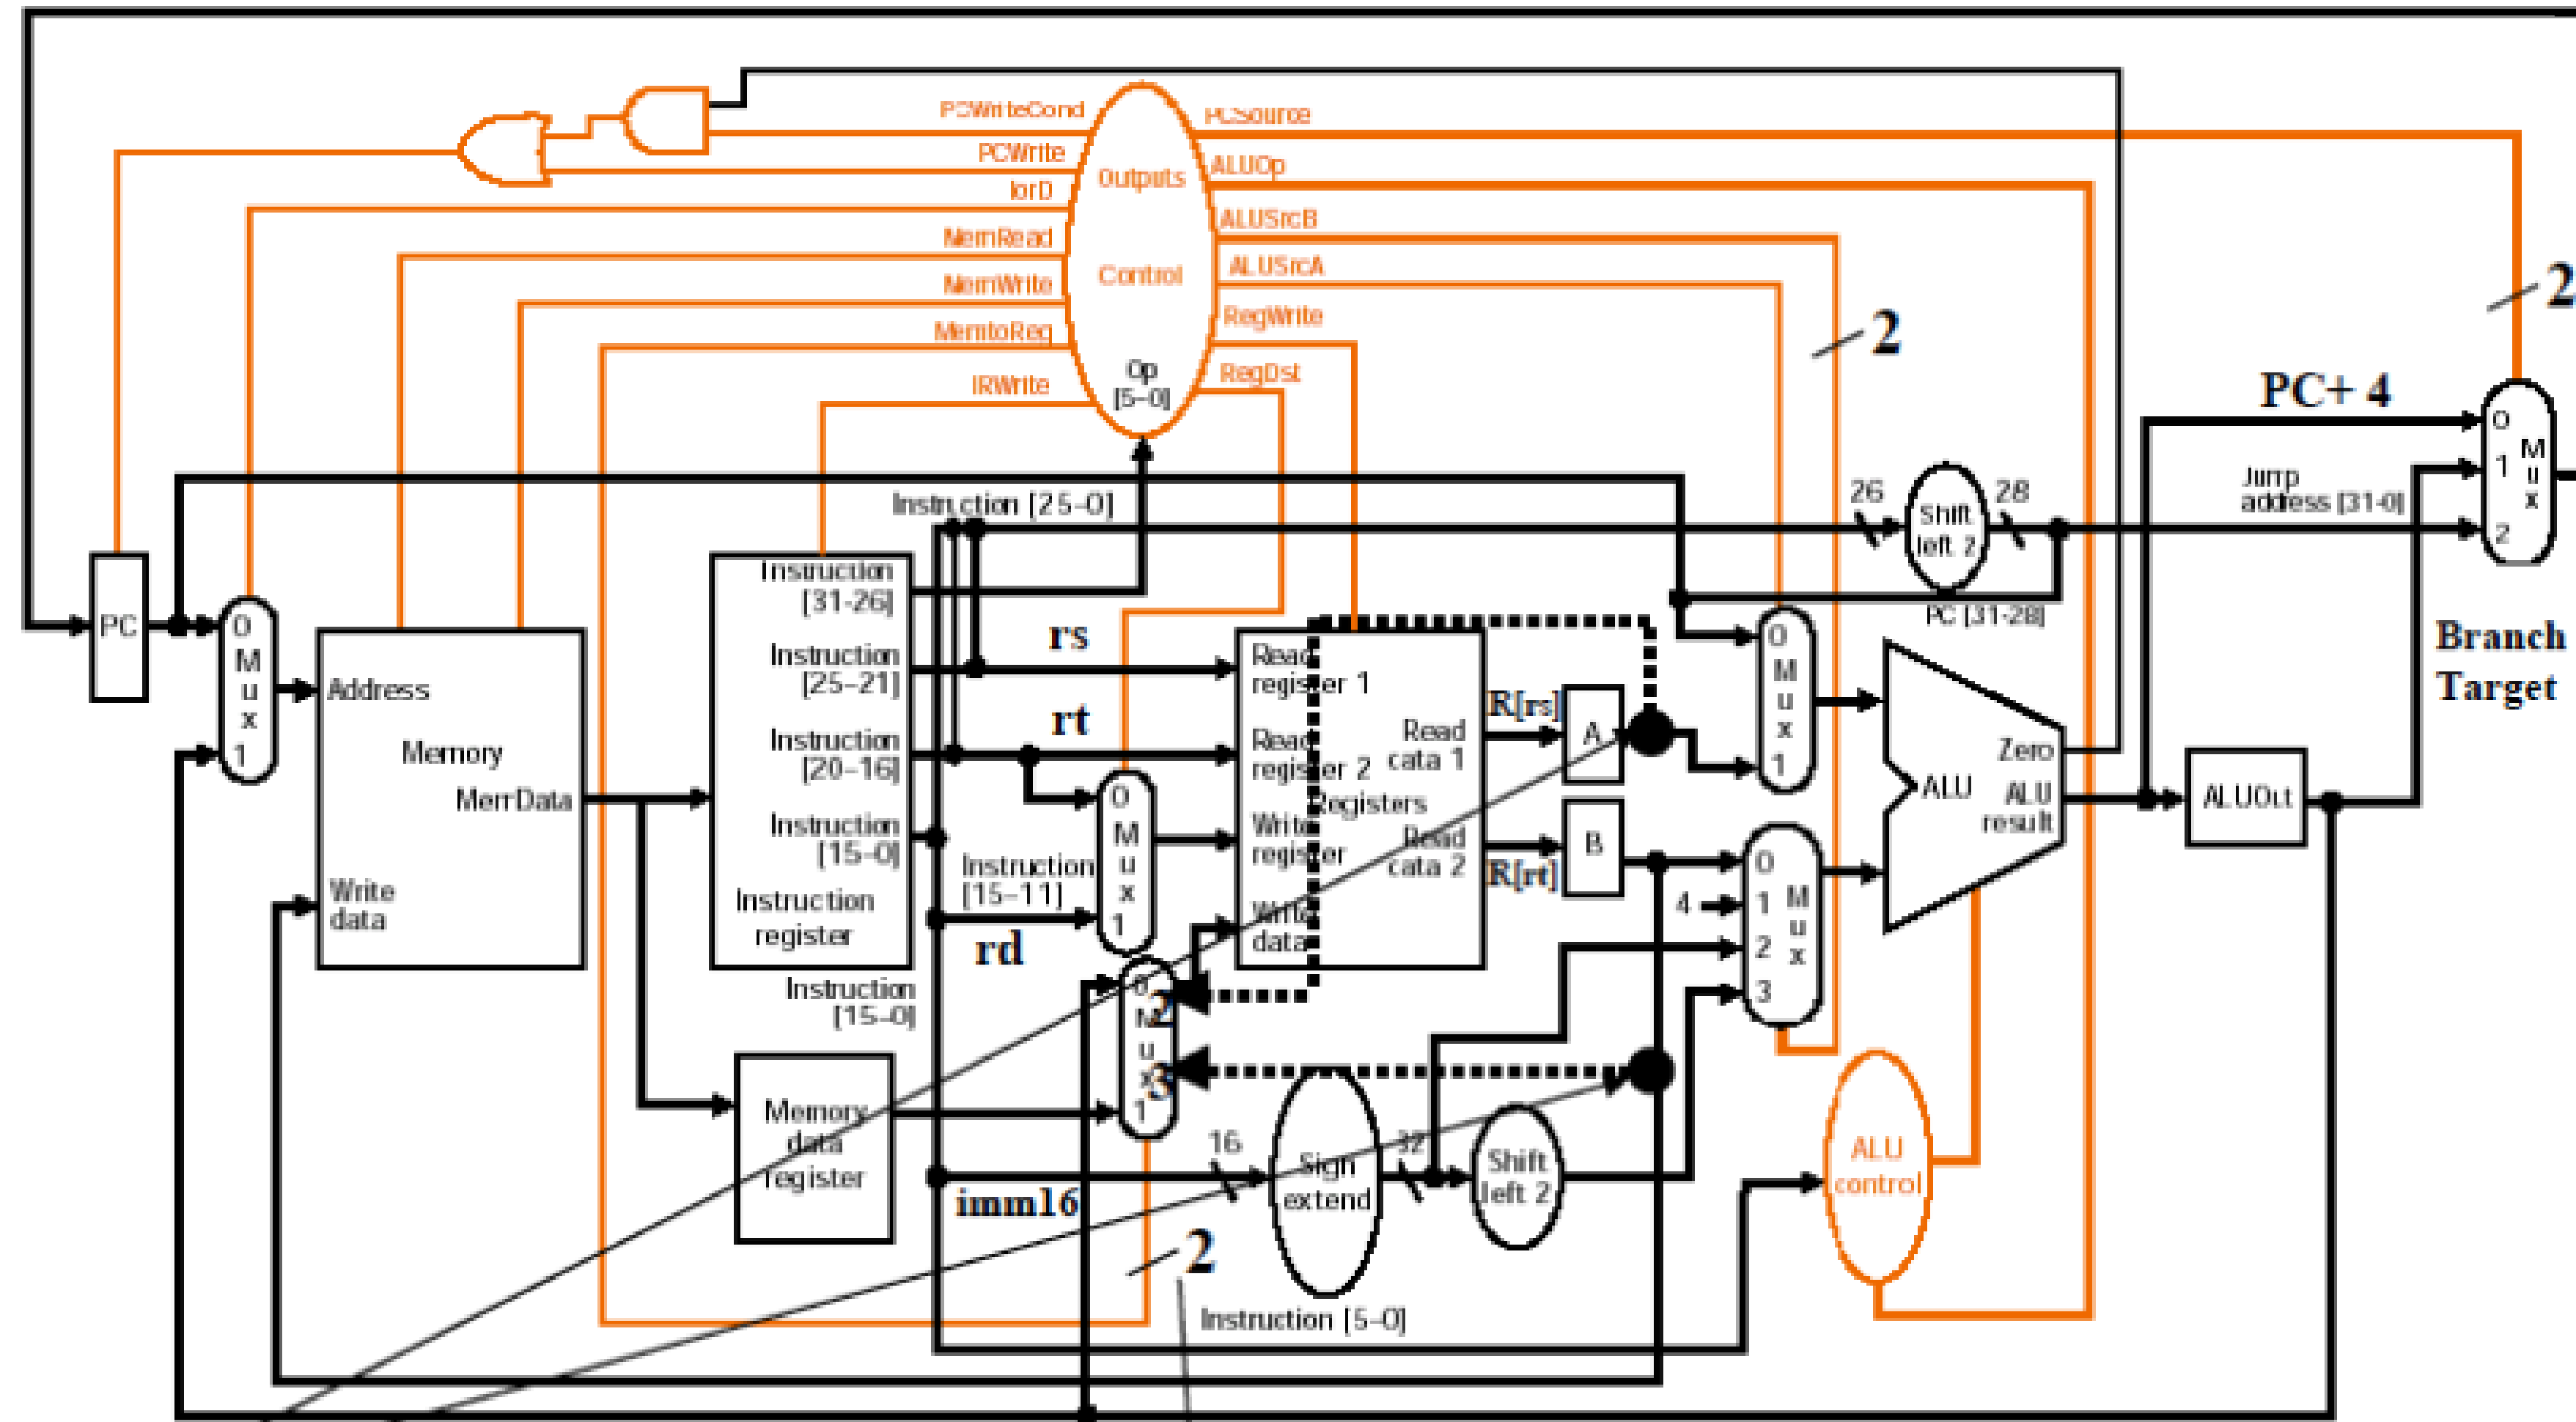 PCWriteCond
PCWrite
IorD
MemRead
MemWrite
MemtoReg
IRWrite
Outputs
Control
Op
[5-0]
PCSource
ALUOp
ALUSrcB
ALUSrcA
RegWrite
RegDst
2
2
PC+ 4
Instruction [25-0]
26
Shift
left 2
28
Jump
address [31-0]
0
1
2
M
u
x
PC [31-28]
Branch
Target
PC
0
M
u
x
1
Address
Memory
MemData
Write
data
Instruction
[31-26]
Instruction
[25-21]
Instruction
[20-16]
Instruction
[15-0]
Instruction
register
rs
rt
Instruction
[15-11]
rd
0
M
u
x
1
Read
register 1
Read
register 2
Registers
Write
register
Write
data
Read
data 1
Read
data 2
R[rs]
R[rt]
A
B
0
M
u
x
1
4
0
1
2
3
M
u
x
Zero
ALU
ALU
result
ALUOut
Instruction
[15-0]
Memory
data
register
0
2
M
u
x
3
1
imm16
16
Sign
extend
32
Shift
left 2
ALU
control
2
Instruction [5-0]